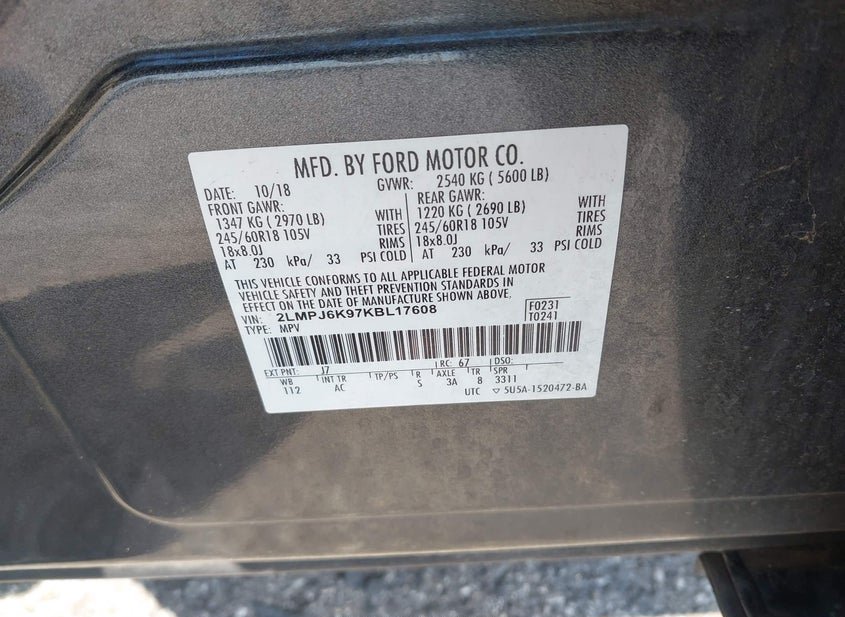 MFD. BY FORD MOTOR CO.
DATE: 10/18 GVWR: 2540 KG ( 5600 LB)
FRONT GAWR: REAR GAWR:
1347 KG ( 2970 LB) WITH 1220 KG ( 2690 LB) WITH
245/60R18 105V TIRES 245/60R18 105V TIRES
18x8.0J RIMS 18x8.0J RIMS
AT 230 kPa/ 33 PSI COLD AT 230 kPa/ 33 PSI COLD
THIS VEHICLE CONFORMS TO ALL APPLICABLE FEDERAL MOTOR
VEHICLE SAFETY AND THEFT PREVENTION STANDARDS IN
EFFECT ON THE DATE OF MANUFACTURE SHOWN ABOVE.
VIN: 2LMPJ6K97KBL17608 F0231
TYPE: MPV T0241
EXT PNT: J7 RC: 67 DSO:
WB INT TR TP/PS R AXLE TR SPR
112 AC S 3A 8 3311
UTC ▽ 5U5A-1520472-BA